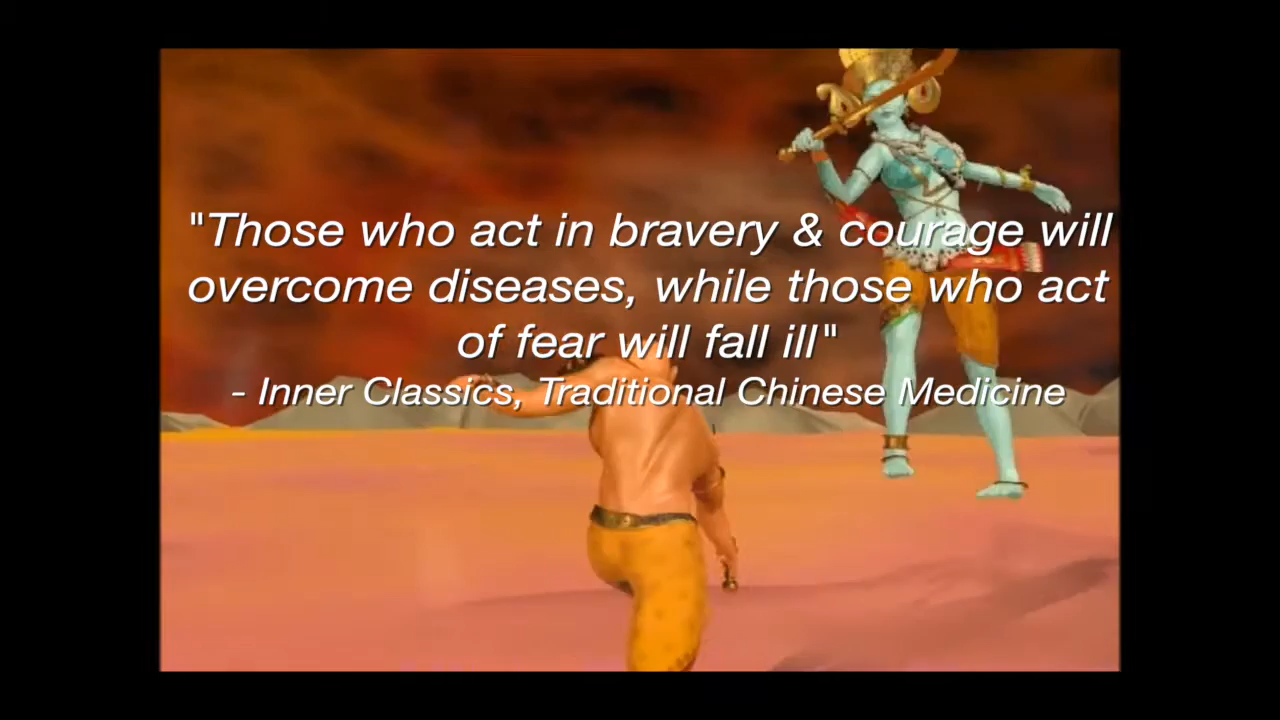 "Those who act in bravery & courage will
overcome diseases, while those who act
of fear will fall ill"
- Inner Classics, Traditional Chinese Medicine